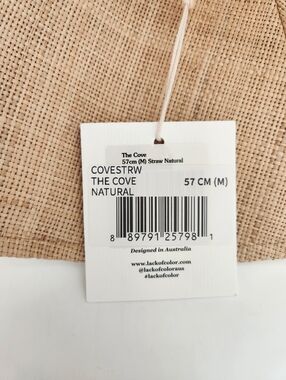 The Cove
57cm (M) Straw Natural
COVESTRW
THE COVE 57 CM (M)
NATURAL
8 89791 25798 1
Designed in Australia
www.lackofcolor.com
@lackofcoloraus
#lackofcolor